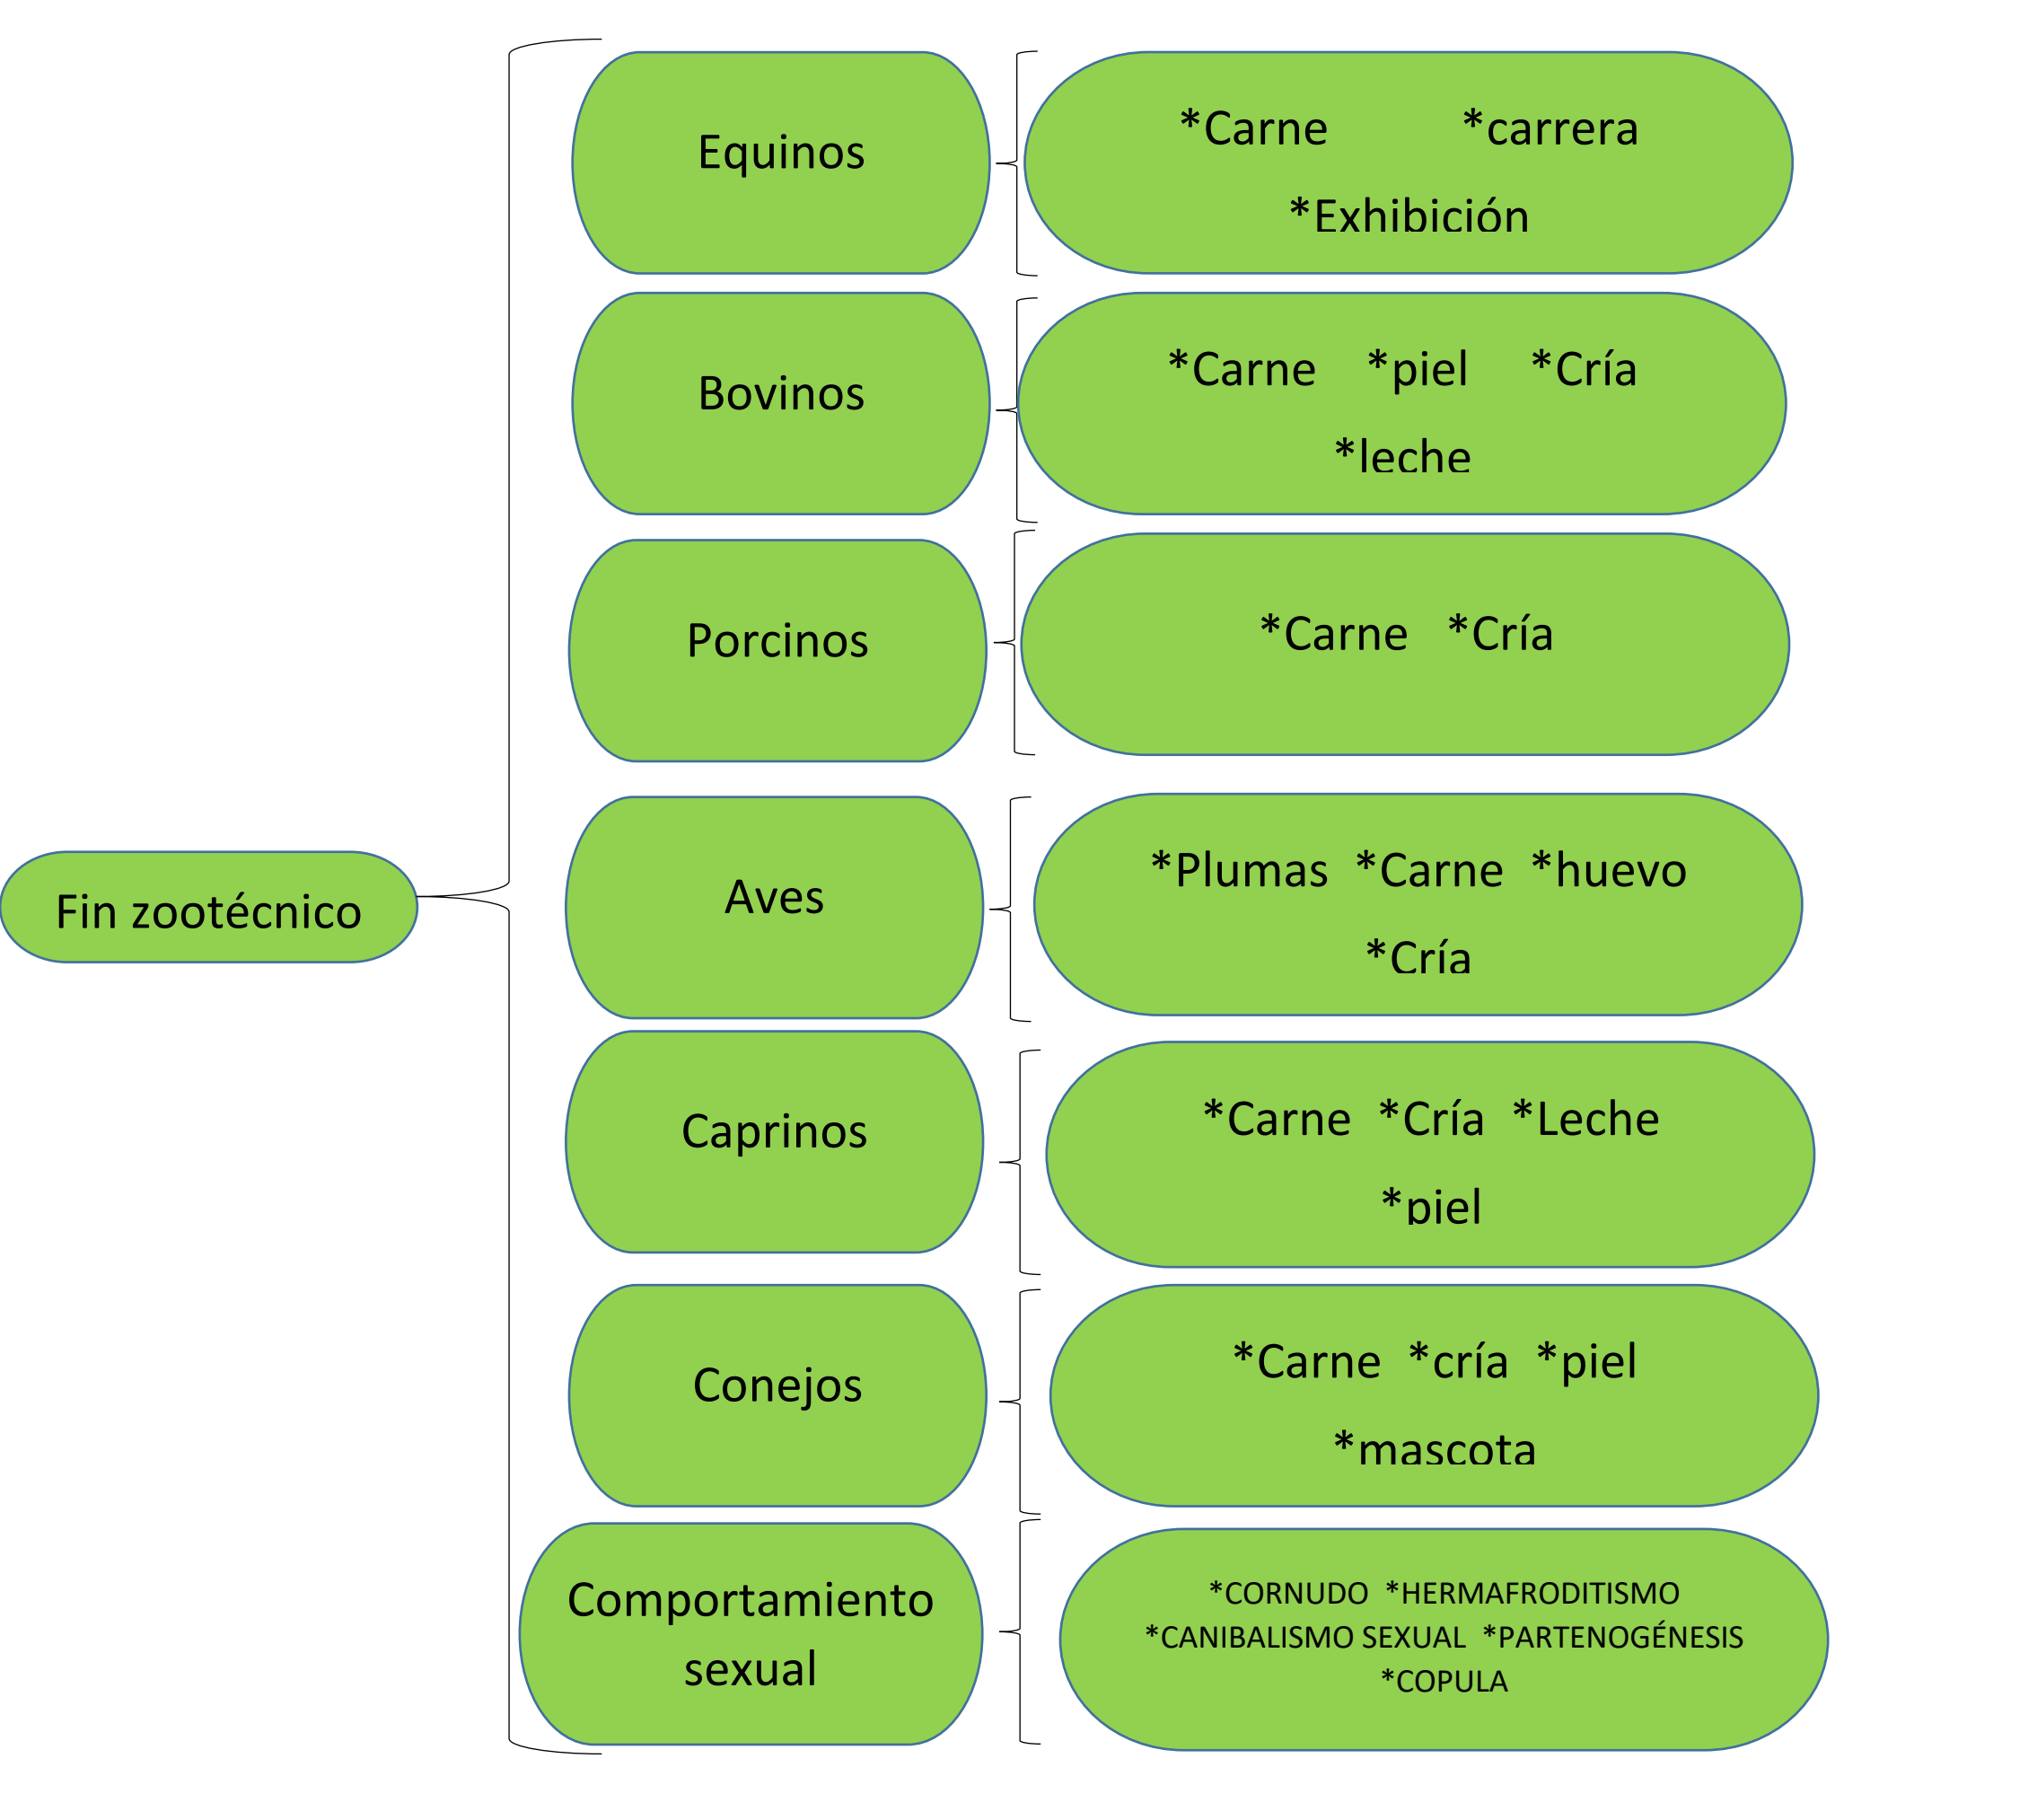 Fin zootécnico
Equinos
*Carne *carrera
*Exhibición
Bovinos
*Carne *piel *Cría
*leche
Porcinos
*Carne *Cría
Aves
*Plumas *Carne *huevo
*Cría
Caprinos
*Carne *Cría *Leche
*piel
Conejos
*Carne *cría *piel
*mascota
Comportamiento
sexual
*CORNUDO *HERMAFRODITISMO
*CANIBALISMO SEXUAL *PARTENOGÉNESIS
*COPULA